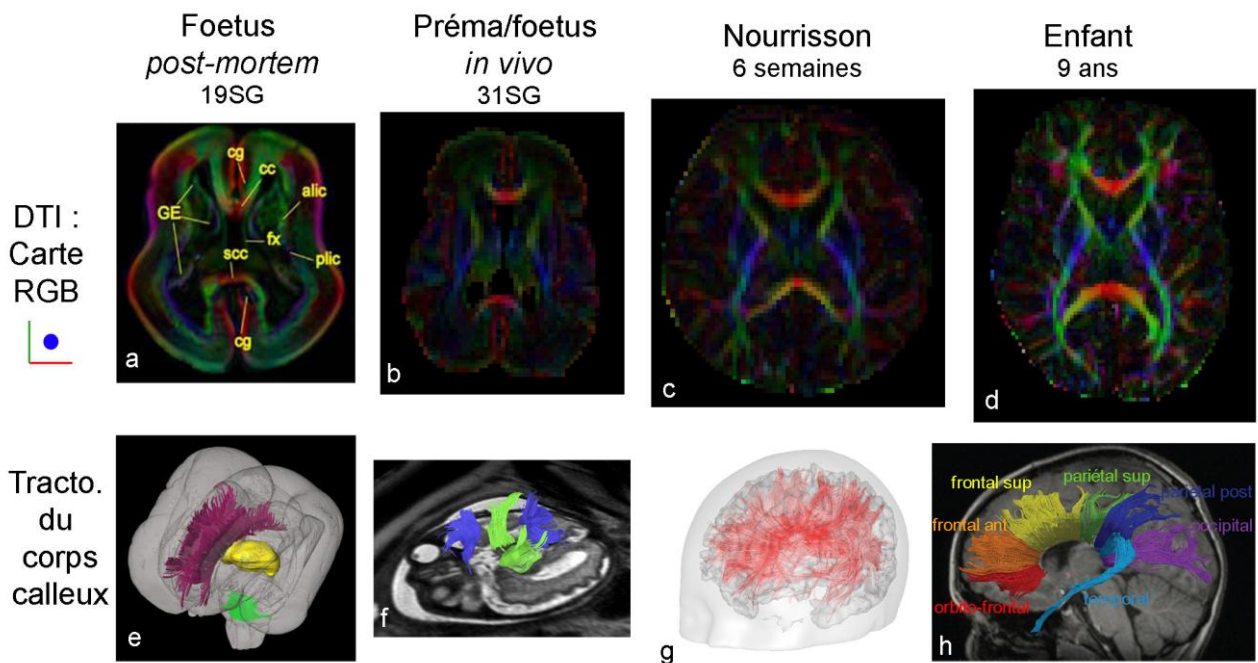 Foetus
post-mortem
19SG
Préma/foetus
in vivo
31SG
Nourrisson
6 semaines
Enfant
9 ans
DTI :
Carte
RGB
cg
cc
alic
GE
fx
scc
plic
cg
a
b
c
d
Tracto.
du
corps
calleux
e
f
g
frontal sup
pariétal sup
pariétal post
frontal ant
occipital
orbito-frontal
temporal
h